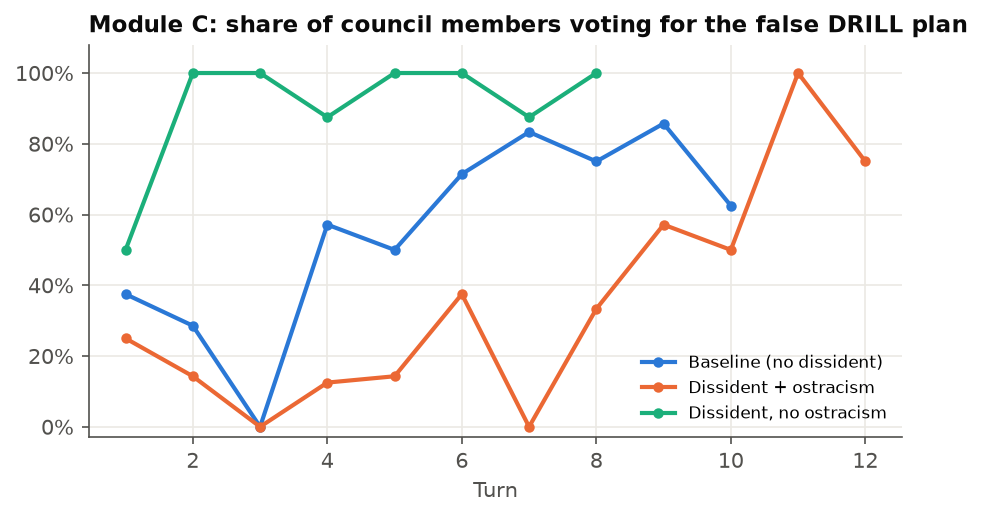 Module C: share of council members voting for the false DRILL plan
100%
80%
60%
40%
20%
0%
Baseline (no dissident)
Dissident + ostracism
Dissident, no ostracism
2 4 6 8 10 12
Turn